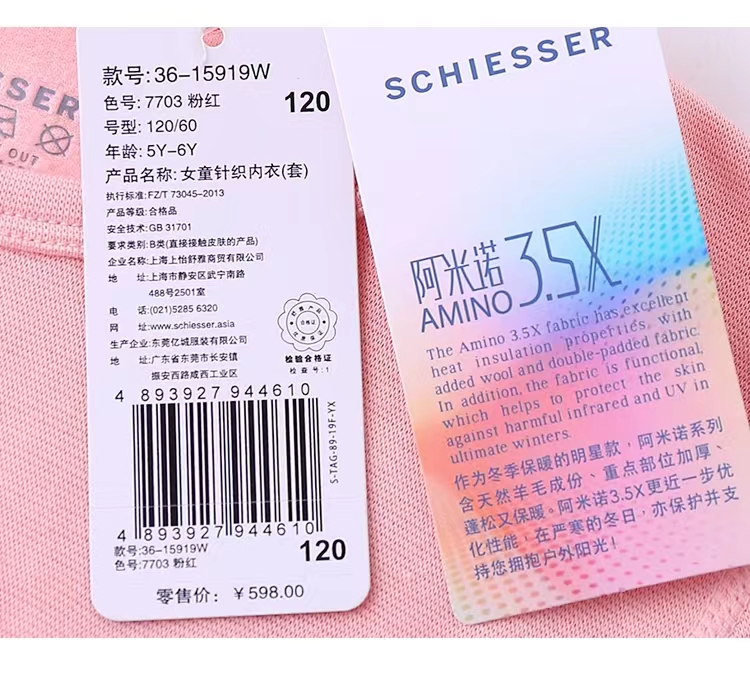 ESSER
OUT
款号:36-15919W
色号: 7703 粉红
120
号型: 120/60
年龄: 5Y-6Y
产品名称: 女童针织内衣(套)
执行标准:FZ/T 73045-2013
产品等级:合格品
安全技术:GB 31701
要求类别:B类(直接接触皮肤的产品)
企业名称:上海上怡舒雅商贸有限公司
地 址:上海市静安区武宁南路
488号2501室
电 话:(021)5285 6320
网 址:www.schiesser.asia
生产企业:东莞亿城服装有限公司
地 址:广东省东莞市长安镇
振安西路咸西工业区
合格证
检验合格证
检 查 号: 1
4 893927 944610
S-TAG-89-19F-YX
4 893927 944610
款号:36-15919W
色号: 7703 粉红
120
零售价: ¥598.00
SCHIESSER
阿米诺3.5X
AMINO
The Amino 3.5X fabric has excellent
heat insulation properties, with
added wool and double-padded fabric.
In addition, the fabric is functional,
which helps to protect the skin
against harmful infrared and UV in
ultimate winters.
作为冬季保暖的明星款，阿米诺系列
含天然羊毛成份、重点部位加厚、
蓬松又保暖。阿米诺3.5X更近一步优
化性能，在严寒的冬日，亦保护并支
持您拥抱户外阳光！